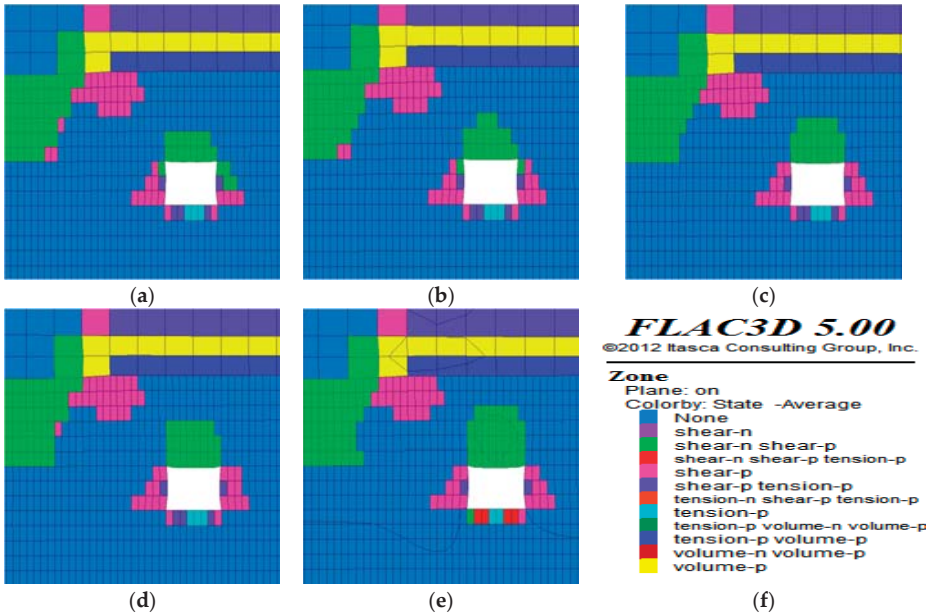 (a)
(b)
(c)
FLAC3D 5.00
©2012 Itasca Consulting Group, Inc.
Zone
Plane: on
Colorby: State -Average
None
shear-n
shear-n shear-p
shear-n shear-p tension-p
shear-p
shear-p tension-p
tension-n shear-p tension-p
tension-p
tension-p volume-n volume-p
tension-p volume-p
volume-n volume-p
volume-p
(d)
(e)
(f)